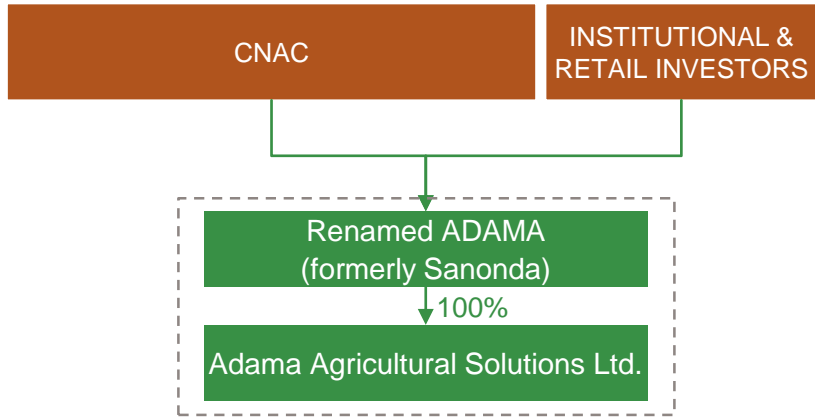 CNAC
INSTITUTIONAL &
RETAIL INVESTORS
Renamed ADAMA
(formerly Sanonda)
100%
Adama Agricultural Solutions Ltd.